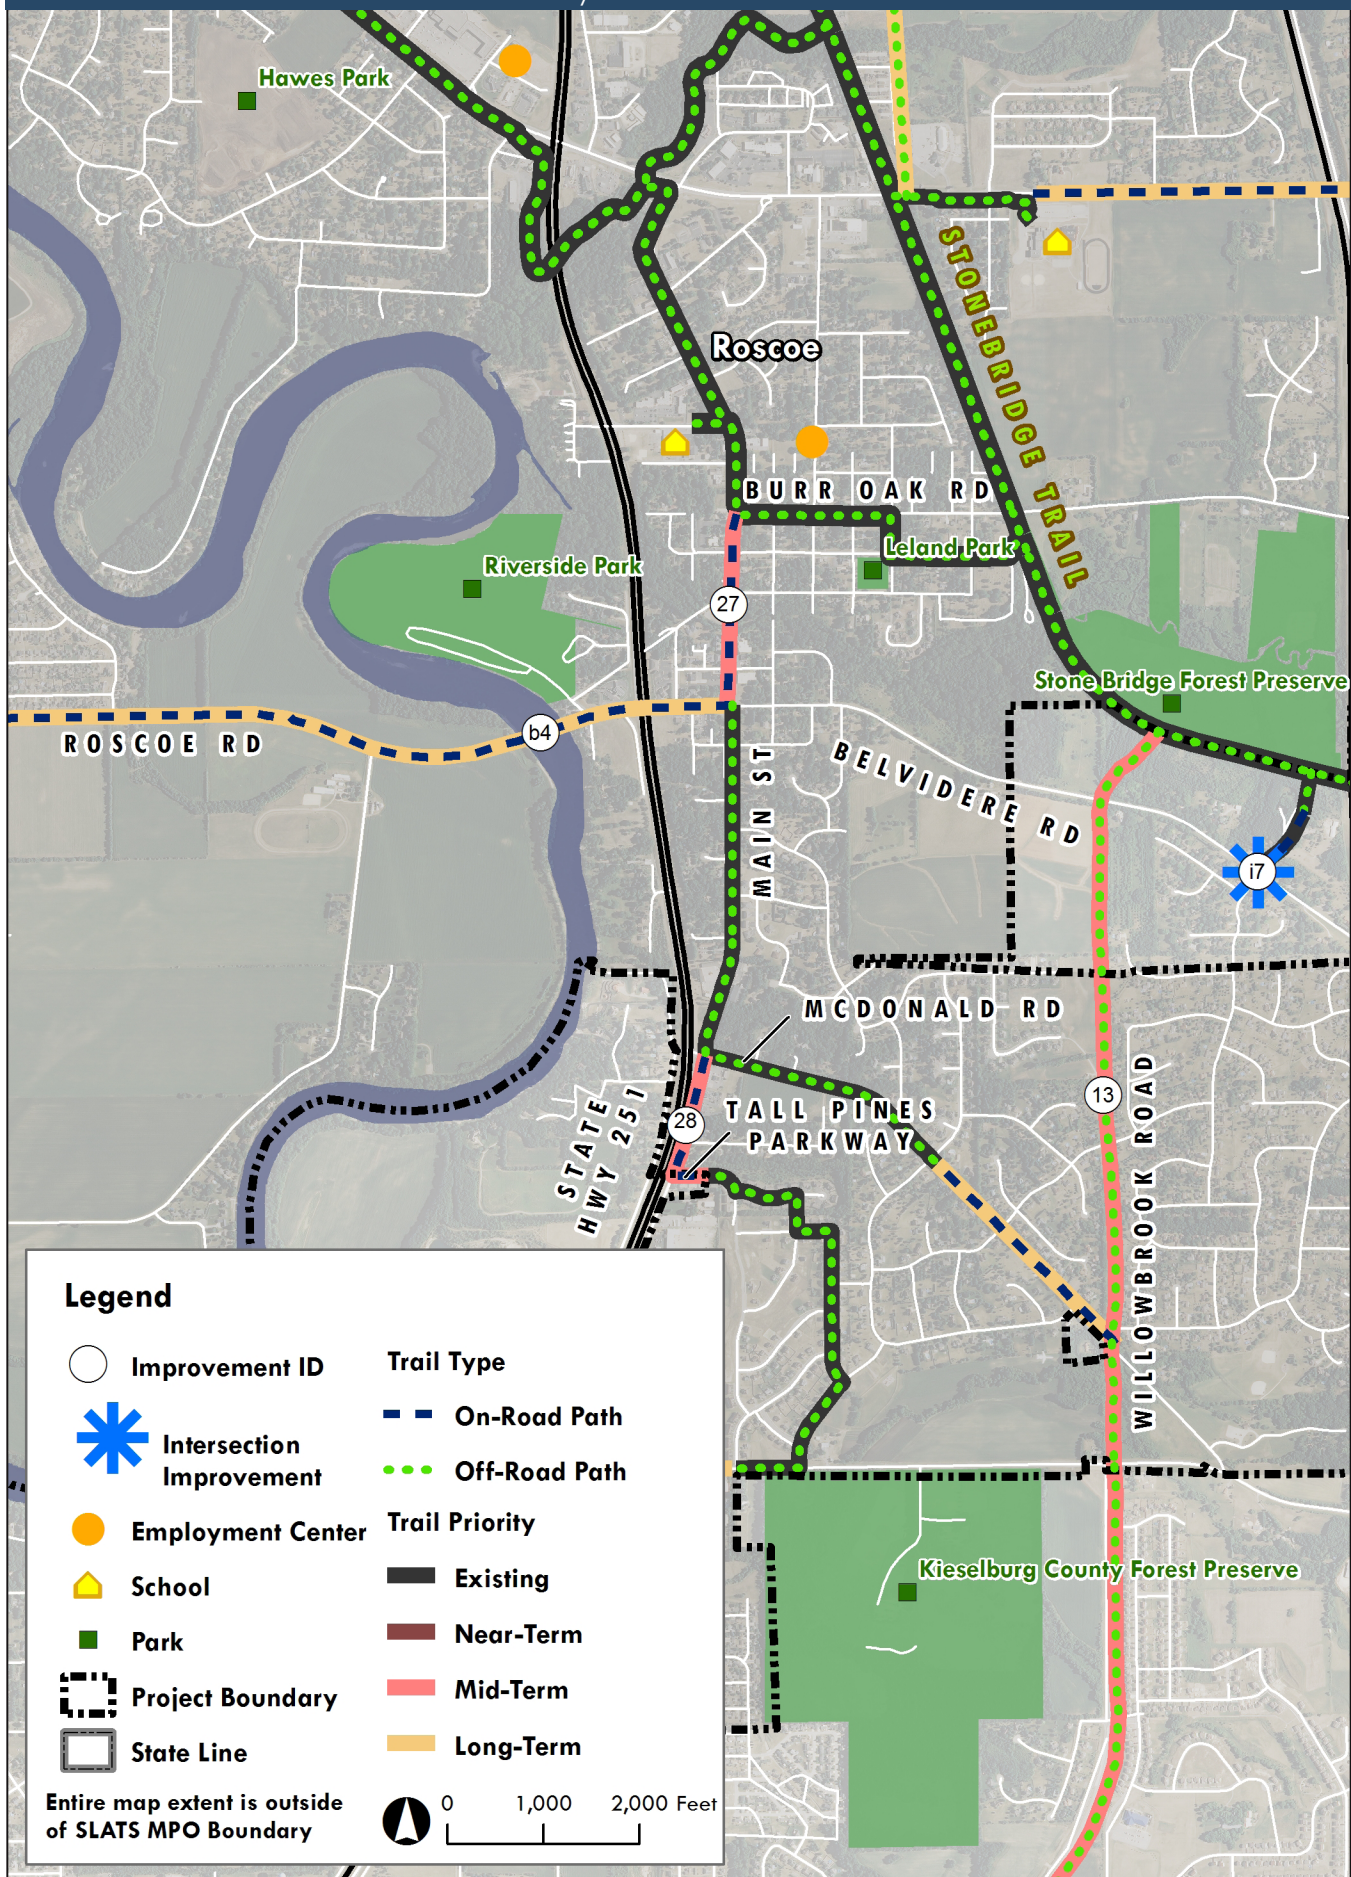 Hawes Park
STONEBRIDGE TRAIL
Roscoe
BURR OAK RD
Leland Park
Riverside Park
27
Stone Bridge Forest Preserve
b4
ROSCOE RD
MAIN ST
BELVIDERE RD
i7
MCDONALD RD
13
28
TALL PINES
PARKWAY
STATE
HWY 251
WILLOWBROOK ROAD
Kieselburg County Forest Preserve
Legend
Improvement ID
Intersection
Improvement
Employment Center
School
Park
Project Boundary
State Line
Entire map extent is outside
of SLATS MPO Boundary
Trail Type
On-Road Path
Off-Road Path
Trail Priority
Existing
Near-Term
Mid-Term
Long-Term
0 1,000 2,000 Feet